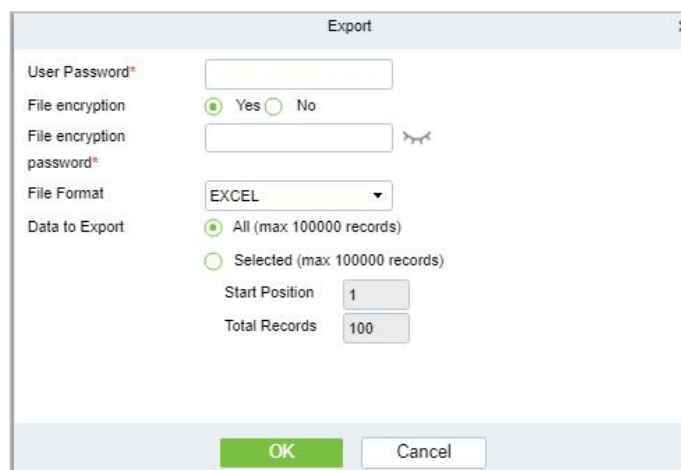 Export
User Password*
File encryption Yes No
File encryption
password*
File Format EXCEL
Data to Export All (max 100000 records)
Selected (max 100000 records)
Start Position 1
Total Records 100
OK Cancel